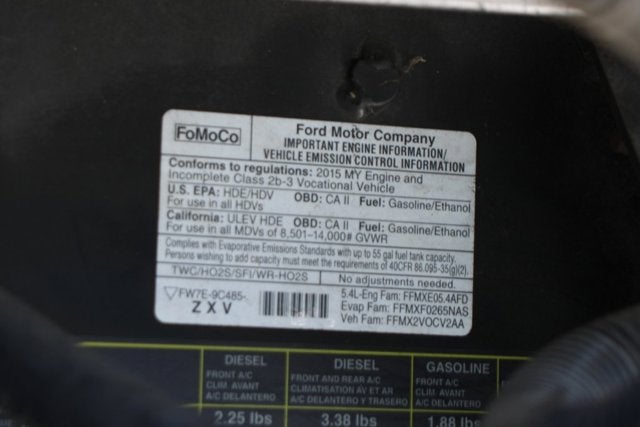 FoMoCo
Ford Motor Company
IMPORTANT ENGINE INFORMATION/
VEHICLE EMISSION CONTROL INFORMATION
Conforms to regulations: 2015 MY Engine and
Incomplete Class 2b-3 Vocational Vehicle
U.S. EPA: HDE/HDV OBD: CA II Fuel: Gasoline/Ethanol
For use in all HDVs
California: ULEV HDE OBD: CA II Fuel: Gasoline/Ethanol
For use in all MDVs of 8,501-14,000# GVWR
Complies with Evaporative Emissions Standards with up to 55 gal fuel tank capacity.
Persons wishing to add capacity must meet the requirements of 40CFR 86.095-35(g)(2).
TWC/HO2S/SFI/WR-HO2S No adjustments needed.
FW7E-9C485-
Z X V
5.4L-Eng Fam: FFMXE05.4AFD
Evap Fam: FFMXF0265NAS
Veh Fam: FFMX2VOCV2AA
DIESEL DIESEL GASOLINE
FRONT A/C FRONT AND REAR A/C FRONT A/C
CLIM. AVANT CLIMATISATION AV ET AR CLIM. AVANT
A/C DELANTERO A/C DELANTERO Y TRASERO A/C DELANTERO
2.25 lbs 3.38 lbs 1.88 lbs